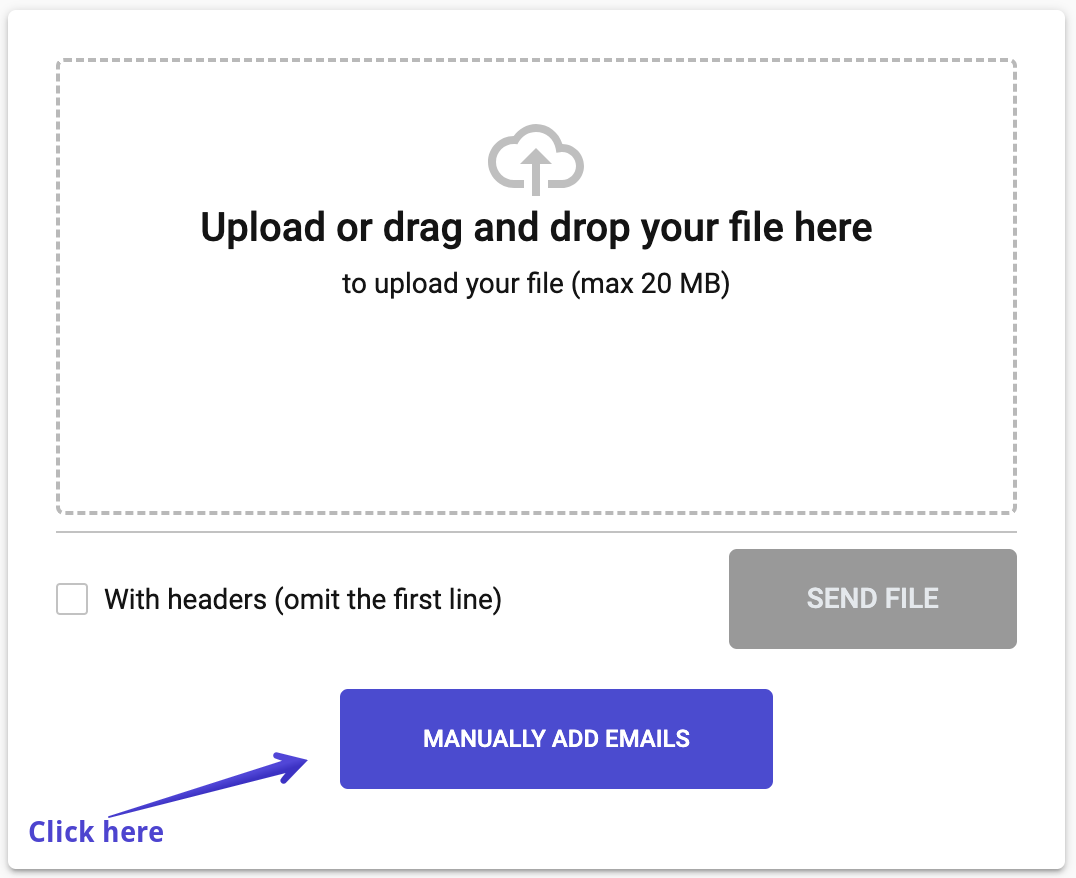 Upload or drag and drop your file here
to upload your file (max 20 MB)
With headers (omit the first line)
SEND FILE
MANUALLY ADD EMAILS
Click here